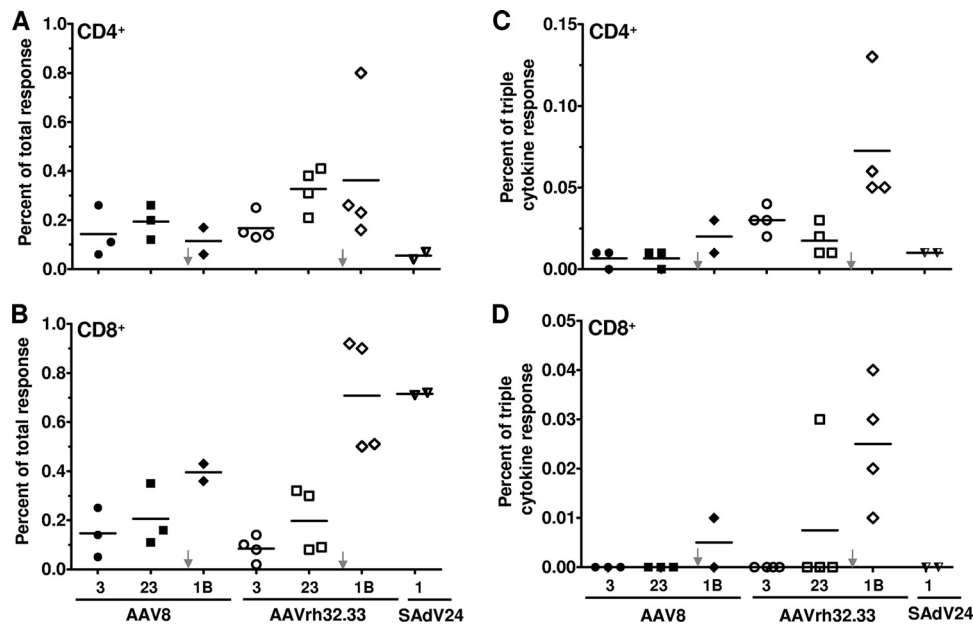 A
CD4+
Percent of total response
1.0
0.8
0.6
0.4
0.2
0.0
C
CD4+
Percent of triple
cytokine response
0.15
0.10
0.05
0.00
B
CD8+
Percent of total response
1.0
0.8
0.6
0.4
0.2
0.0
3 23 1B 3 23 1B 1
AAV8 AAVrh32.33 SAdV24
D
CD8+
Percent of triple
cytokine response
0.05
0.04
0.03
0.02
0.01
0.00
3 23 1B 3 23 1B 1
AAV8 AAVrh32.33 SAdV24